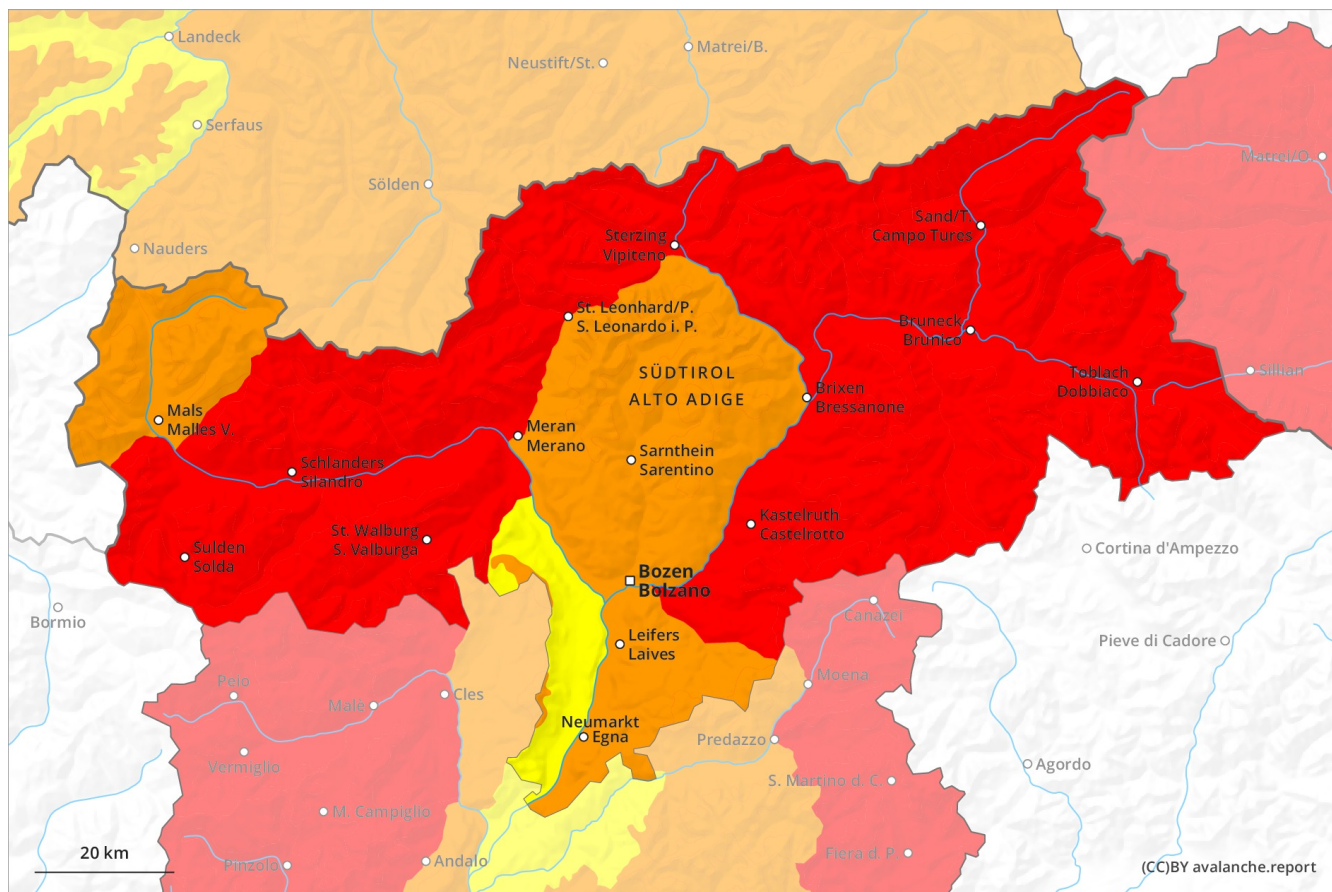 Landeck
Matrei/B.
Neustift/St.
Serfaus
Matrei/O.
Sölden
Sand/T.
Campo Tures
Sterzing
Vipiteno
Nauders
St. Leonhard/P.
S. Leonardo i. P.
Bruneck
Brunico
SÜDTIROL
ALTO ADIGE
Toblach
Dobbiaco
Sillian
Brixen
Bressanone
Mals
Malles V.
Meran
Merano
Sarnthein
Sarentino
Schlanders
Silandro
Kastelruth
Castelrotto
St. Walburg
S. Valburga
Sulden
Solda
Cortina d'Ampezzo
Bozen
Bolzano
Bormio
Canazei
Leifers
Laives
Pieve di Cadore
Peio
Moena
Cles
Malé
Neumarkt
Egna
Predazzo
Vermiglio
Agordo
S. Martino d. C.
M. Campiglio
20 km
Fiera d. P.
Pinzolo
Andalo
(CC)BY avalanche.report